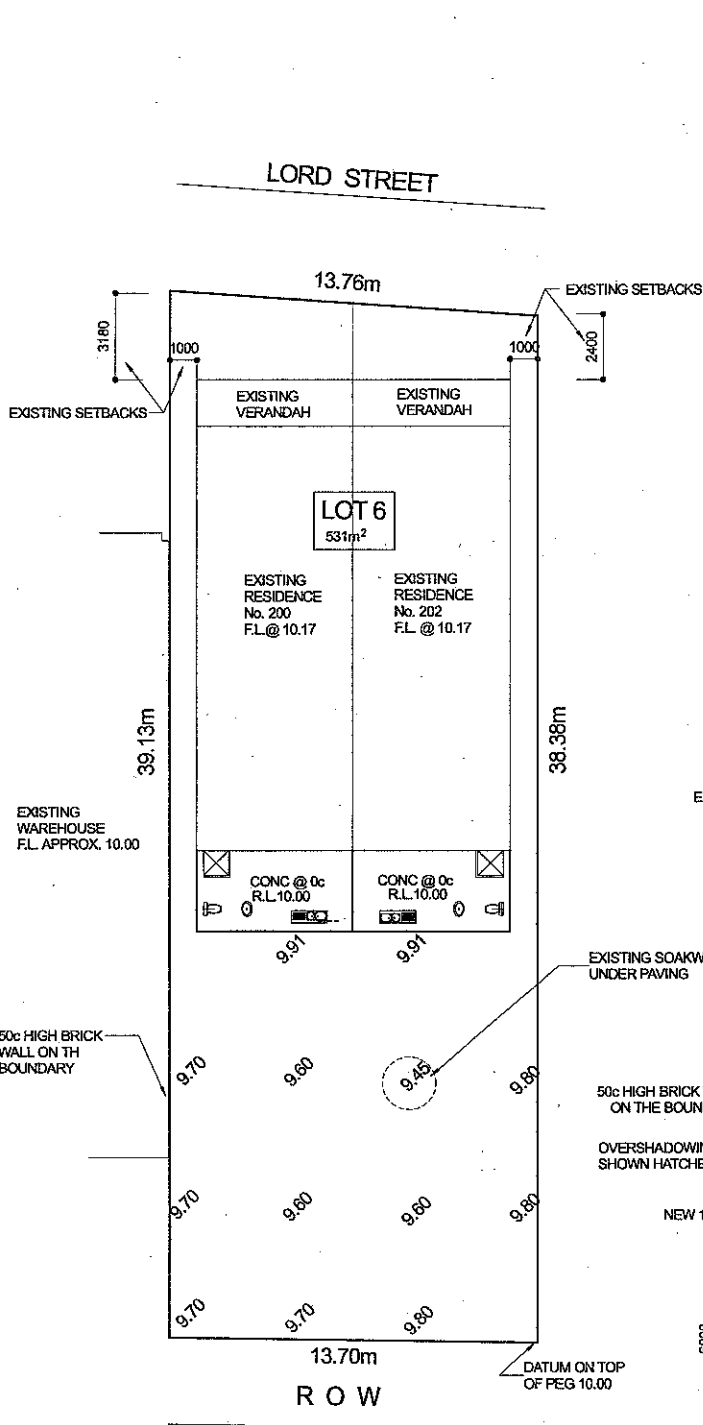 LORD STREET
13.76m
EXISTING SETBACKS
3180
1000
1000
2400
EXISTING SETBACKS
EXISTING
VERANDAH
EXISTING
VERANDAH
LOT 6
531m²
EXISTING
RESIDENCE
No. 200
F.L.@ 10.17
EXISTING
RESIDENCE
No. 202
F.L. @ 10.17
39.13m
38.38m
EXISTING
WAREHOUSE
F.L. APPROX. 10.00
E
CONC @ 0c
R.L.10.00
CONC @ 0c
R.L.10.00
9.91
9.91
EXISTING SOAKW
UNDER PAVING
50c HIGH BRICK
WALL ON TH
BOUNDARY
9.70
9.60
9.45
9.80
50c HIGH BRICK
ON THE BOUN
OVERSHADOWIN
SHOWN HATCHE
9.70
9.60
9.60
9.80
NEW 1
9.70
9.70
9.80
13.70m
DATUM ON TOP
OF PEG 10.00
R O W